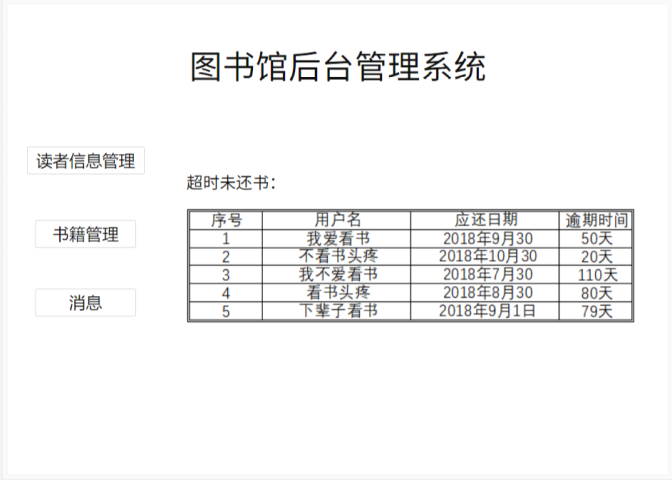 图书馆后台管理系统
读者信息管理
超时未还书：
序号 用户名 应还日期 逾期时间
1 我爱看书 2018年9月30 50天
2 不看书头疼 2018年10月30 20天
3 我不爱看书 2018年7月30 110天
4 看书头疼 2018年8月30 80天
5 下辈子看书 2018年9月1日 79天
书籍管理
消息